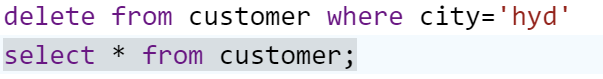 delete from customer where city='hyd'
select * from customer;